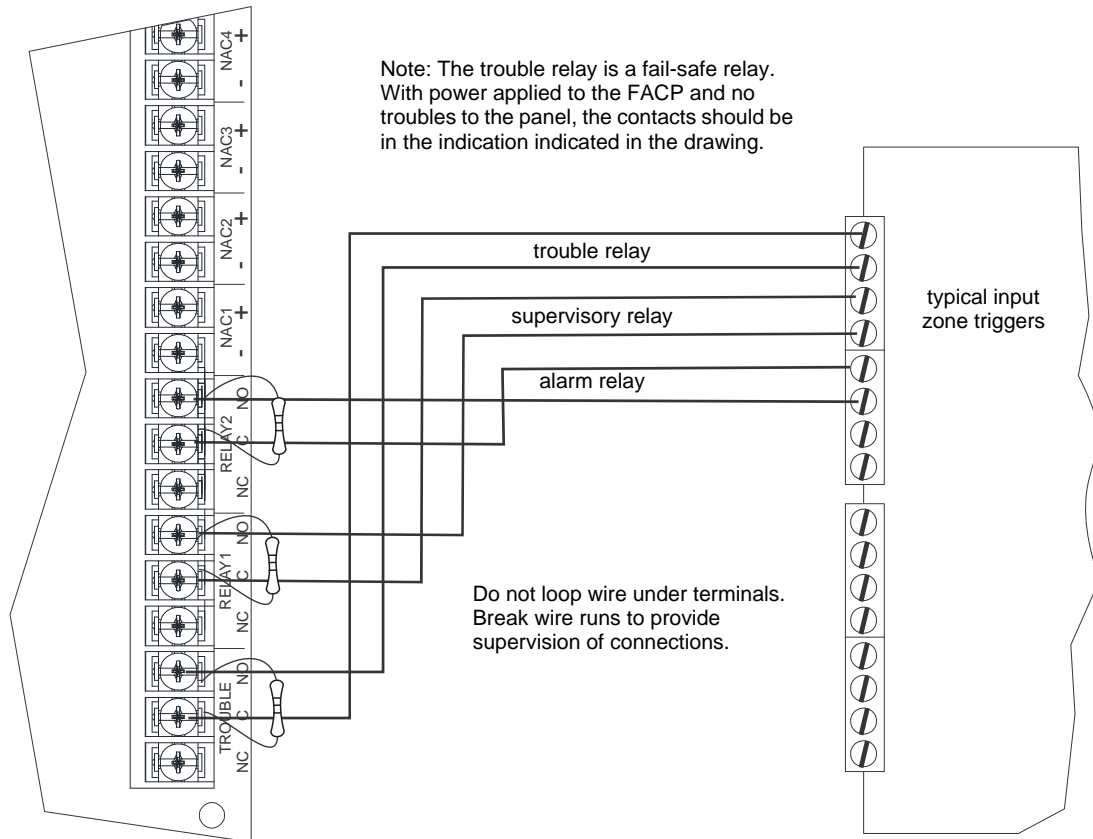 NAC4
+
-
NAC3
+
-
NAC2
+
-
NAC1
+
-
RELAY2
NO
C
NC
RELAY1
NO
C
NC
TROUBLE
NO
C
NC
Note: The trouble relay is a fail-safe relay.
With power applied to the FACP and no
troubles to the panel, the contacts should be
in the indication indicated in the drawing.
trouble relay
supervisory relay
alarm relay
typical input
zone triggers
Do not loop wire under terminals.
Break wire runs to provide
supervision of connections.